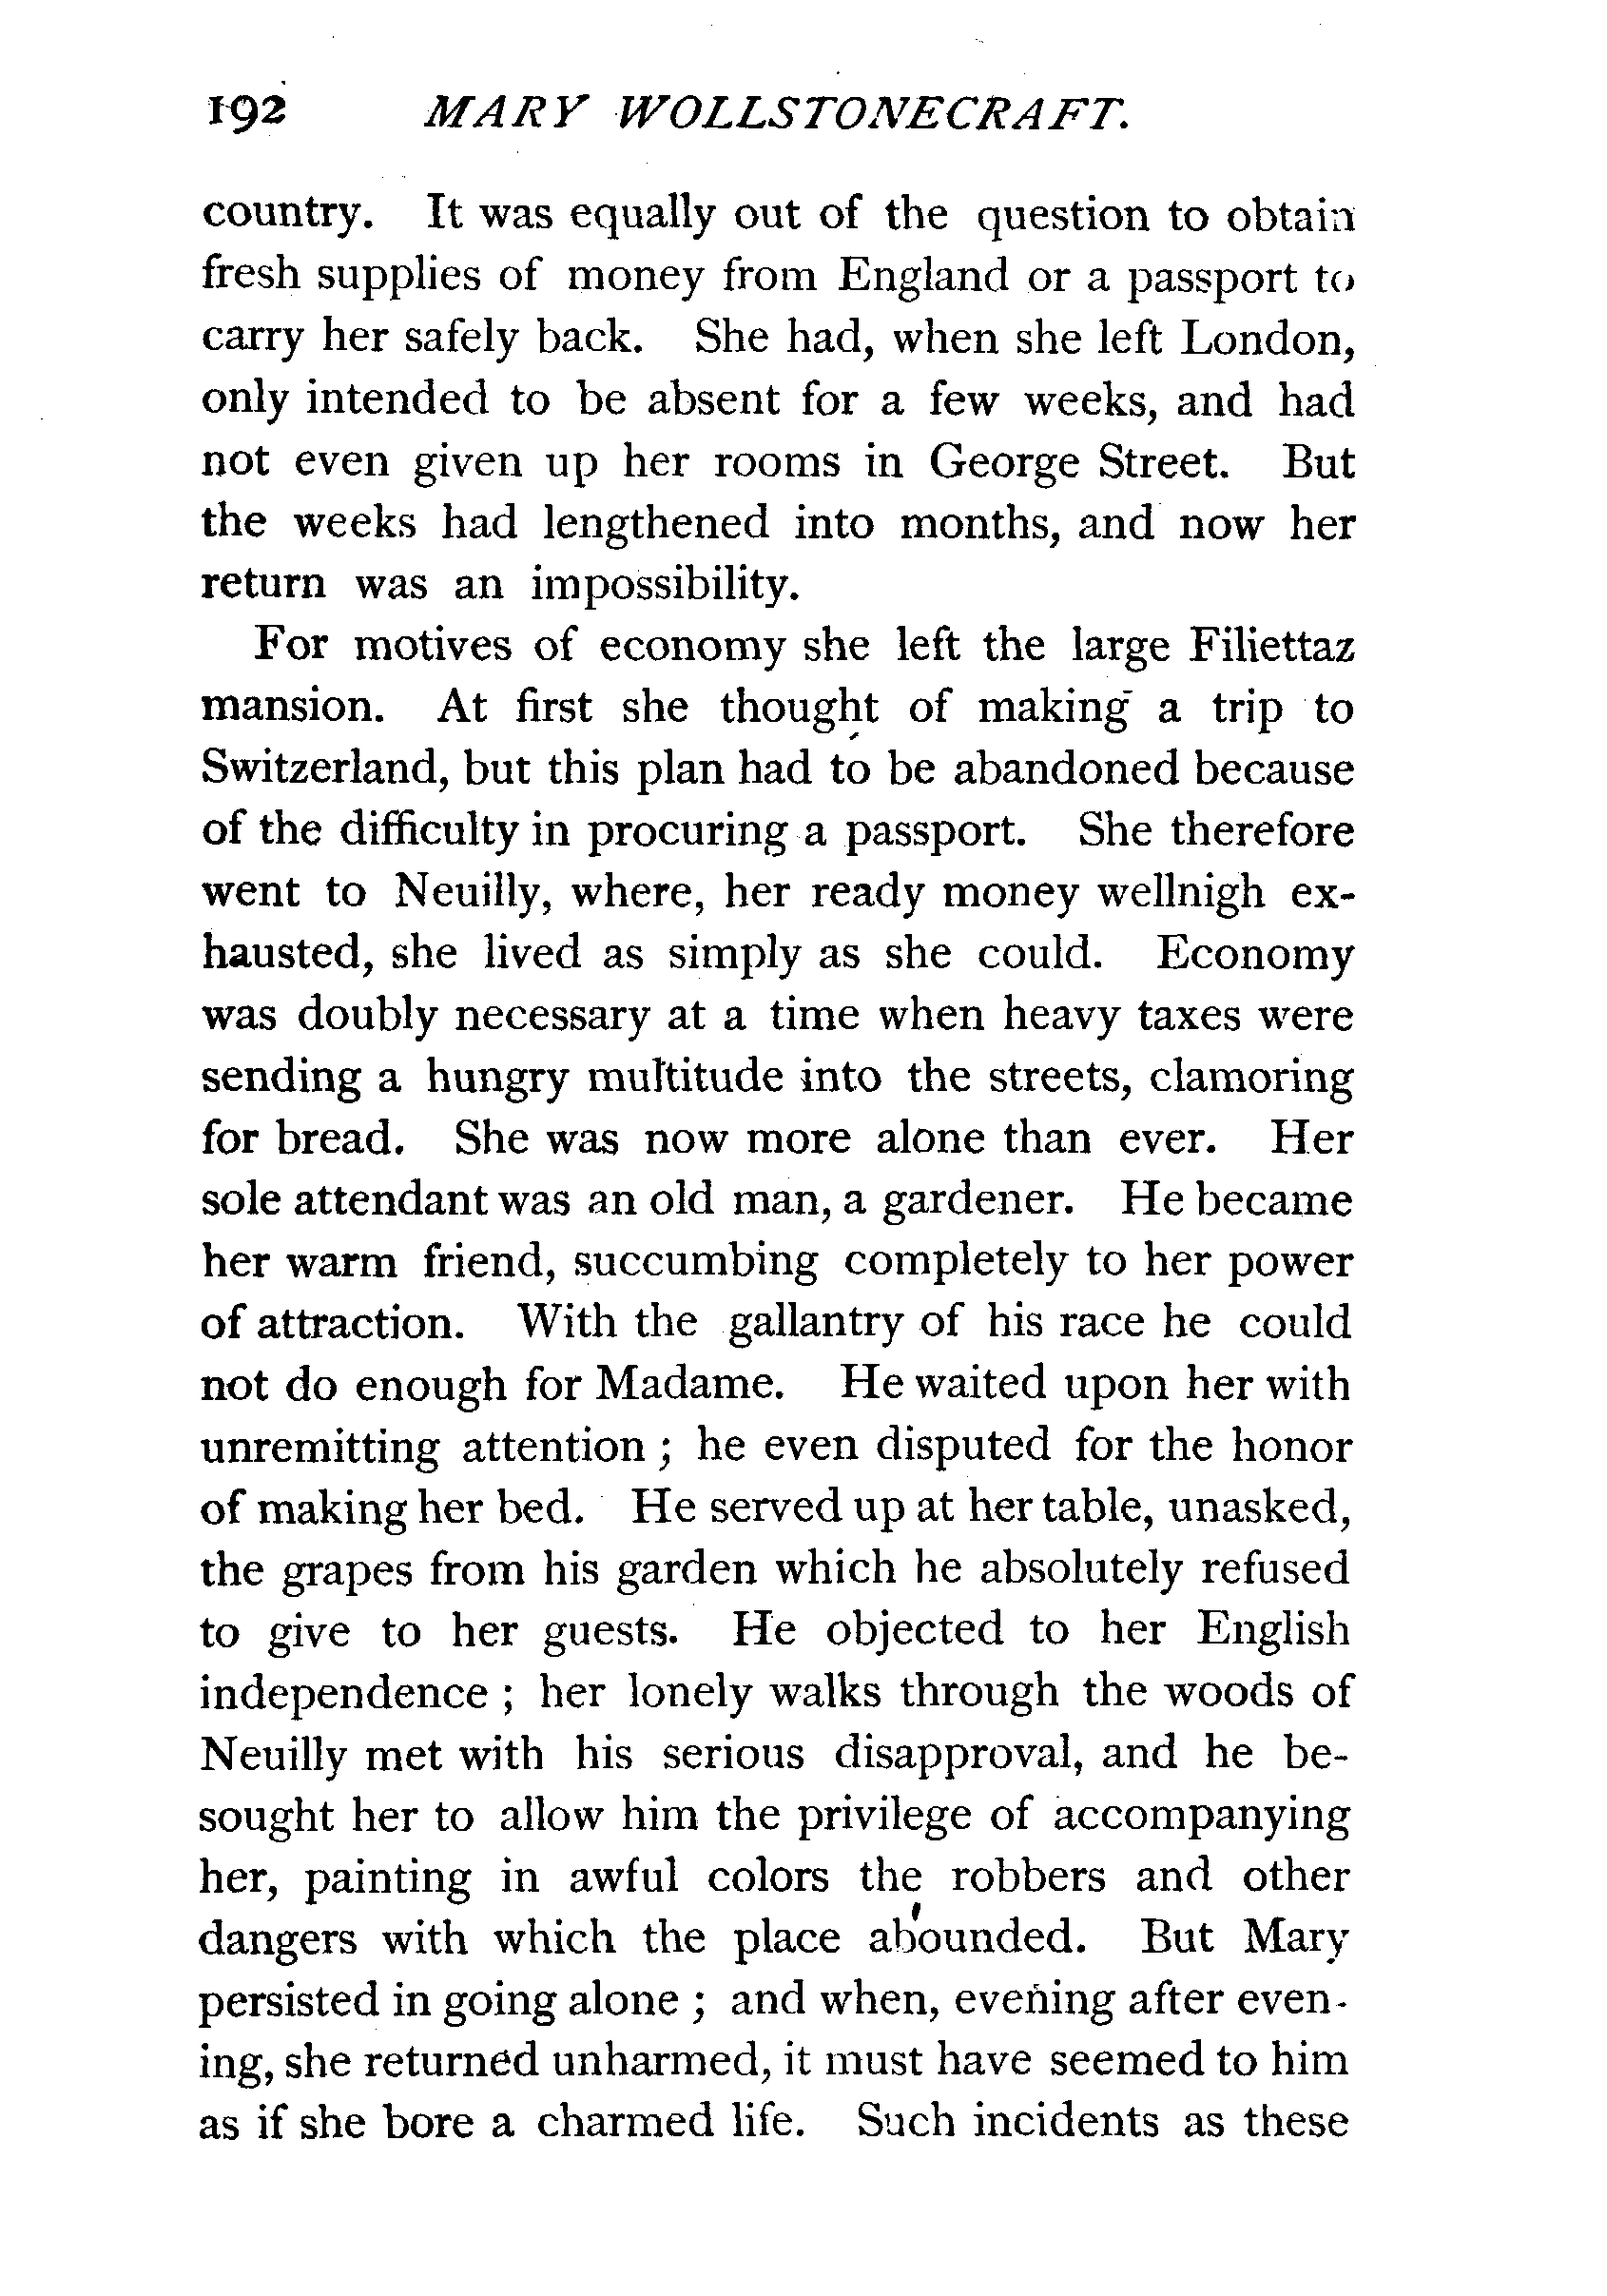 192 MARY WOLLSTONECRAFT.
country. It was equally out of the question to obtain
fresh supplies of money from England or a passport to
carry her safely back. She had, when she left London,
only intended to be absent for a few weeks, and had
not even given up her rooms in George Street. But
the weeks had lengthened into months, and now her
return was an impossibility.
For motives of economy she left the large Filiettaz
mansion. At first she thought of making a trip to
Switzerland, but this plan had to be abandoned because
of the difficulty in procuring a passport. She therefore
went to Neuilly, where, her ready money wellnigh ex-
hausted, she lived as simply as she could. Economy
was doubly necessary at a time when heavy taxes were
sending a hungry multitude into the streets, clamoring
for bread. She was now more alone than ever. Her
sole attendant was an old man, a gardener. He became
her warm friend, succumbing completely to her power
of attraction. With the gallantry of his race he could
not do enough for Madame. He waited upon her with
unremitting attention ; he even disputed for the honor
of making her bed. He served up at her table, unasked,
the grapes from his garden which he absolutely refused
to give to her guests. He objected to her English
independence ; her lonely walks through the woods of
Neuilly met with his serious disapproval, and he be-
sought her to allow him the privilege of accompanying
her, painting in awful colors the robbers and other
dangers with which the place abounded. But Mary
persisted in going alone ; and when, evening after even-
ing, she returned unharmed, it must have seemed to him
as if she bore a charmed life. Such incidents as these